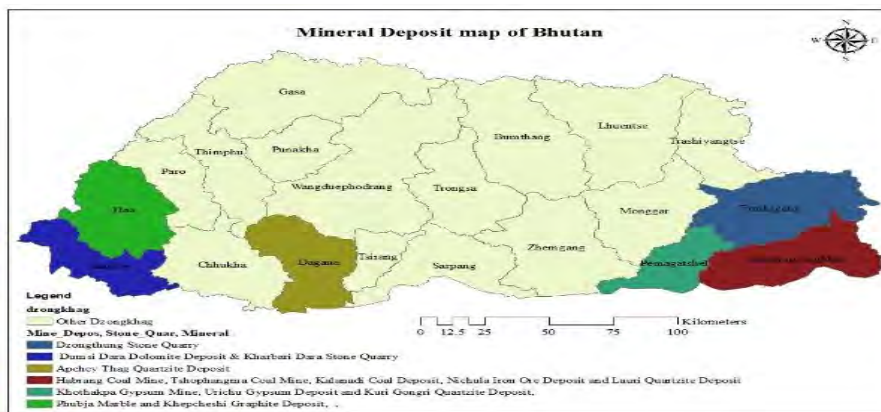 Mineral Deposit map of Bhutan
N
W E
S
Gasa
Lhuentse
Bumthang
Punakha
Thimphu
Trashiyangtse
Paro
Wangduephodrang
Trongsa
Haa
Monggar
Zhemgang
Chhukha
Dagana
Tsirang
Sarpang
Pemagatshel
Legend
dzongkhag
Other Dzongkhag
Mine_Depos, Stone_Quar, Mineral
Dzongthung Stone Quarry
Dumsi Dara Dolomite Deposit & Kharbari Dara Stone Quarry
Apchey Thag Quartzite Deposit
Habrang Coal Mine, Tshophangma Coal Mine, Kalanadi Coal Deposit, Nichula Iron Ore Deposit and Lauri Quartzite Deposit
Khothakpa Gypsum Mine, Urichu Gypsum Deposit and Kuri Gongri Quartzite Deposit,
Phubja Marble and Khepcheshi Graphite Deposit, .
Kilometers
0 12.5 25 50 75 100